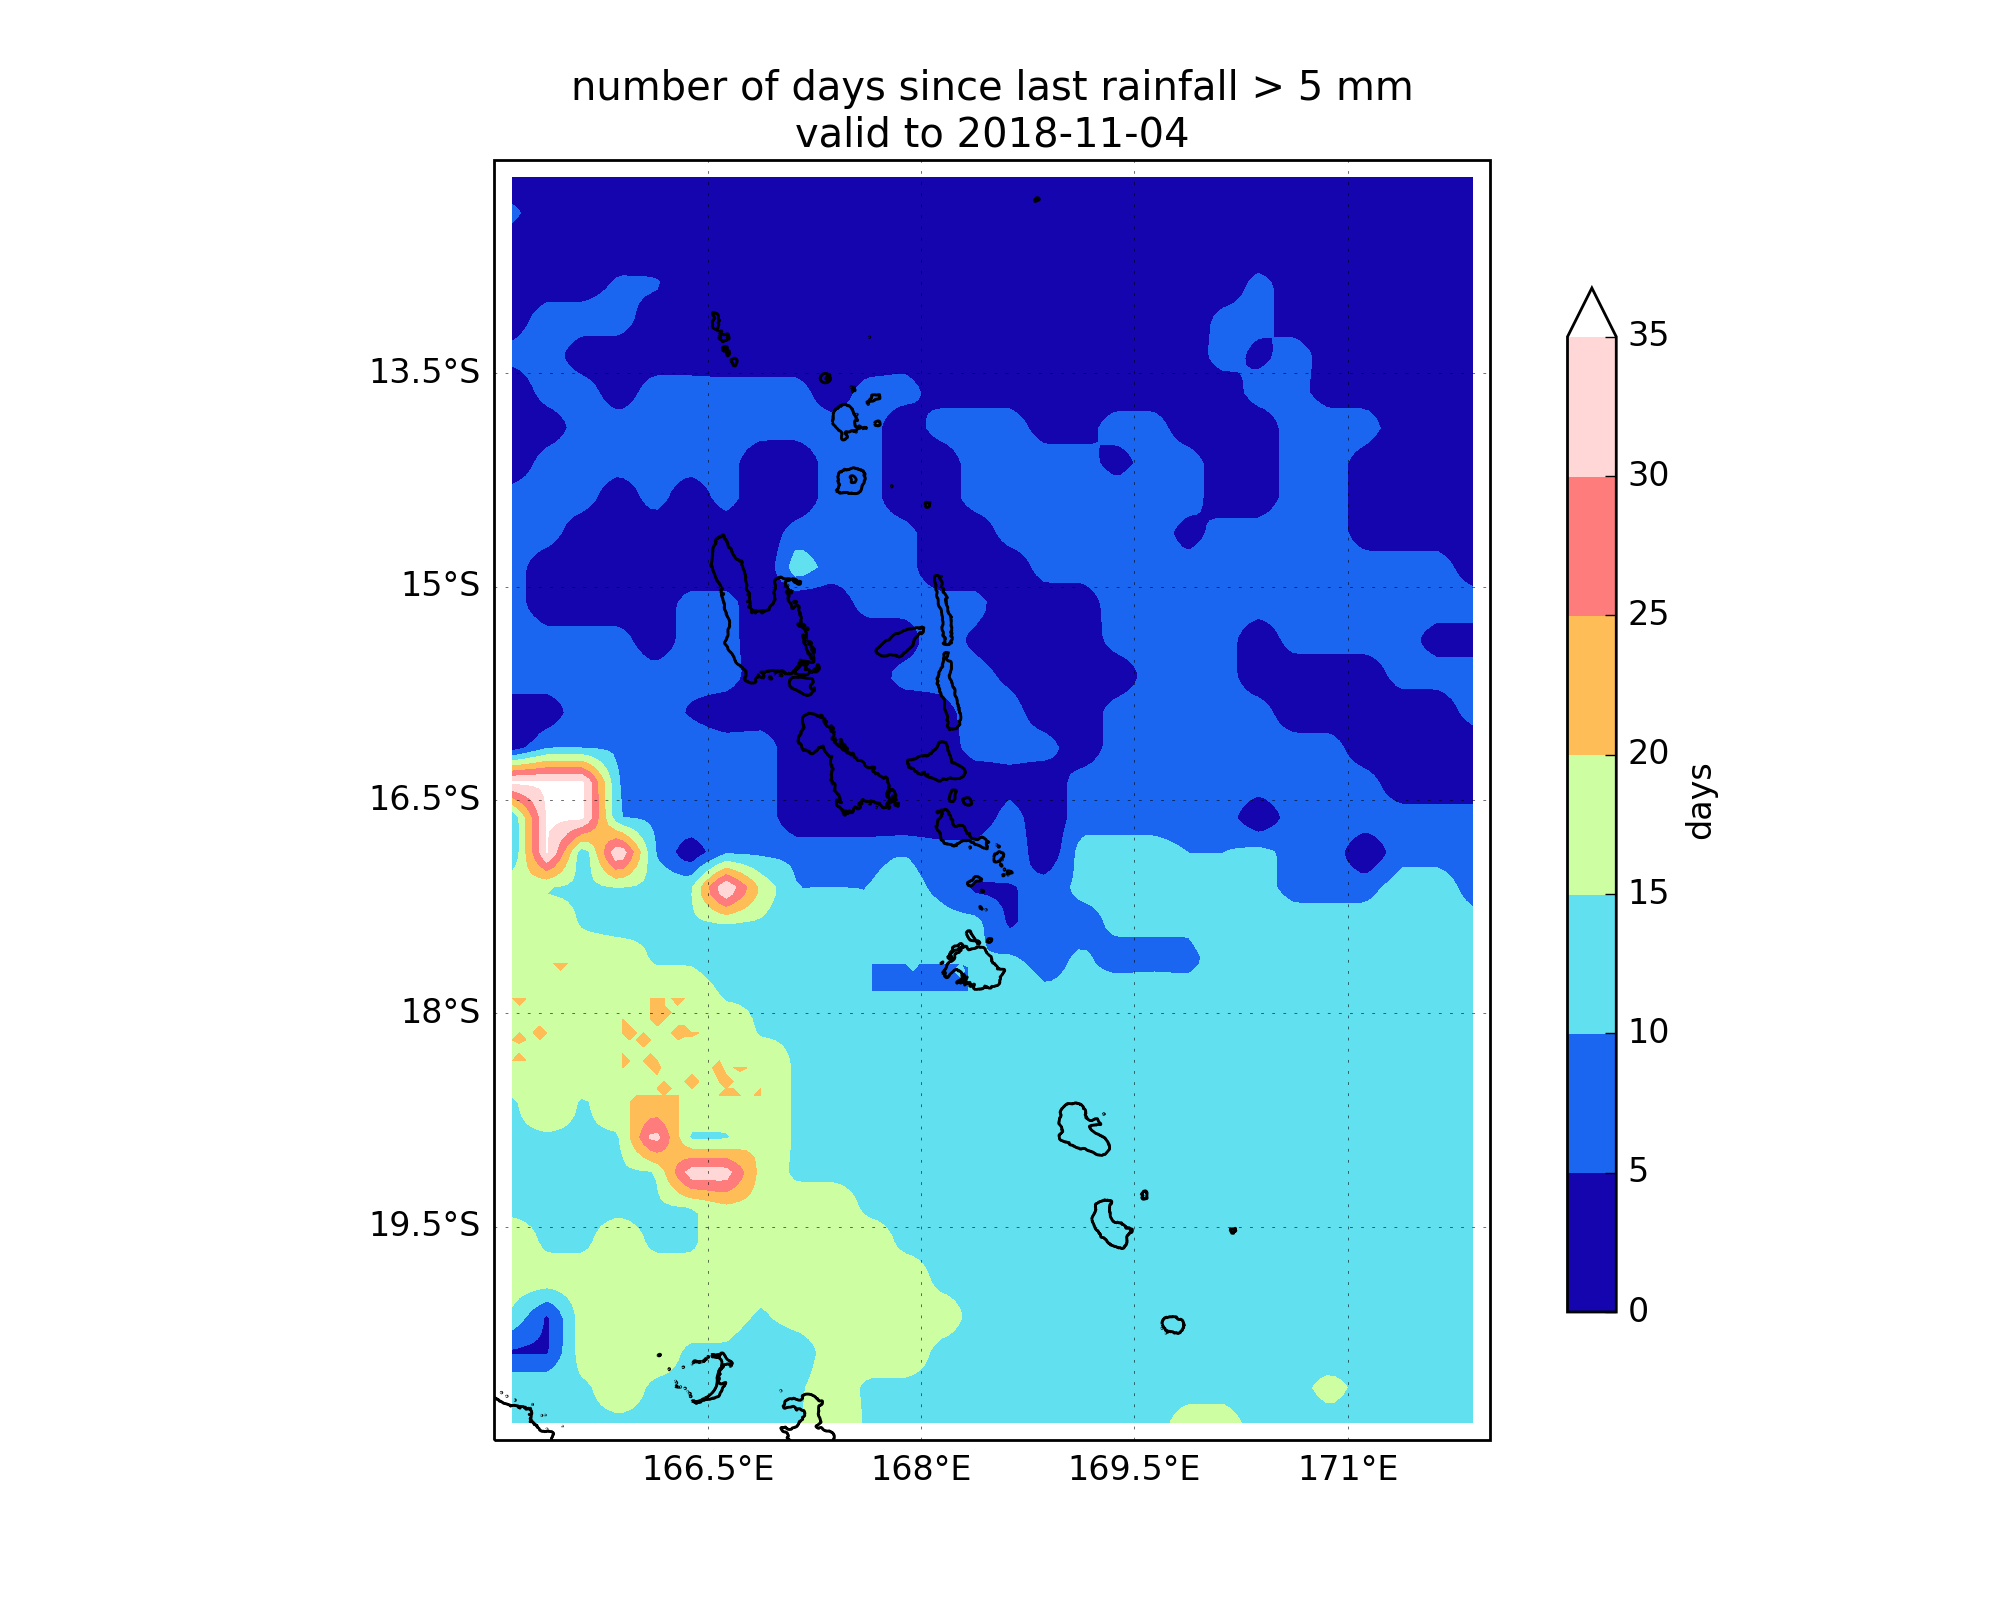 number of days since last rainfall > 5 mm
valid to 2018-11-04
13.5°S
15°S
16.5°S
18°S
19.5°S
166.5°E
168°E
169.5°E
171°E
35
30
25
20
15
10
5
0
days